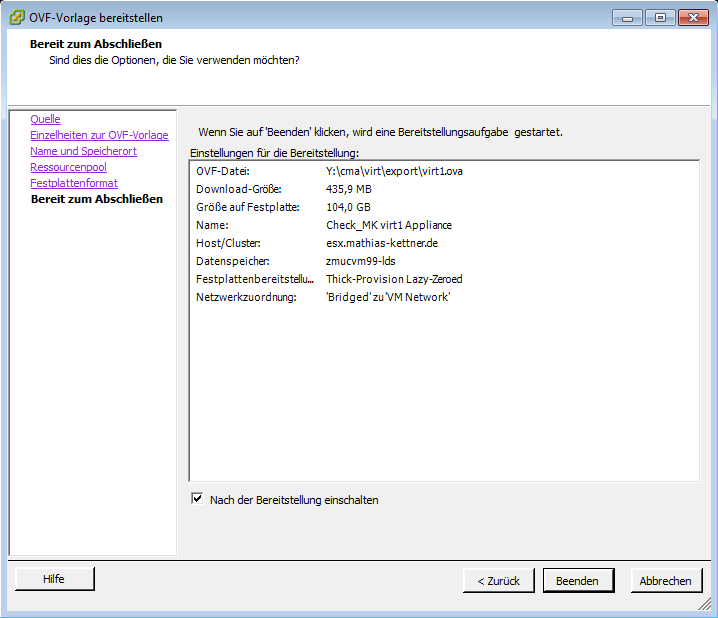 OVF-Vorlage bereitstellen
Bereit zum Abschließen
Sind dies die Optionen, die Sie verwenden möchten?
Quelle
Einzelheiten zur OVF-Vorlage
Name und Speicherort
Ressourcenpool
Festplattenformat
Bereit zum Abschließen
Wenn Sie auf 'Beenden' klicken, wird eine Bereitstellungsaufgabe gestartet.
Einstellungen für die Bereitstellung:
OVF-Datei: Y:\cma\virt\export\virt1.ova
Download-Größe: 435,9 MB
Größe auf Festplatte: 104,0 GB
Name: Check_MK virt1 Appliance
Host/Cluster: esx.mathias-kettner.de
Datenspeicher: zmucvm99-lds
Festplattenbereitstellu... Thick-Provision Lazy-Zeroed
Netzwerkzuordnung: 'Bridged' zu 'VM Network'
Nach der Bereitstellung einschalten
Hilfe < Zurück Beenden Abbrechen